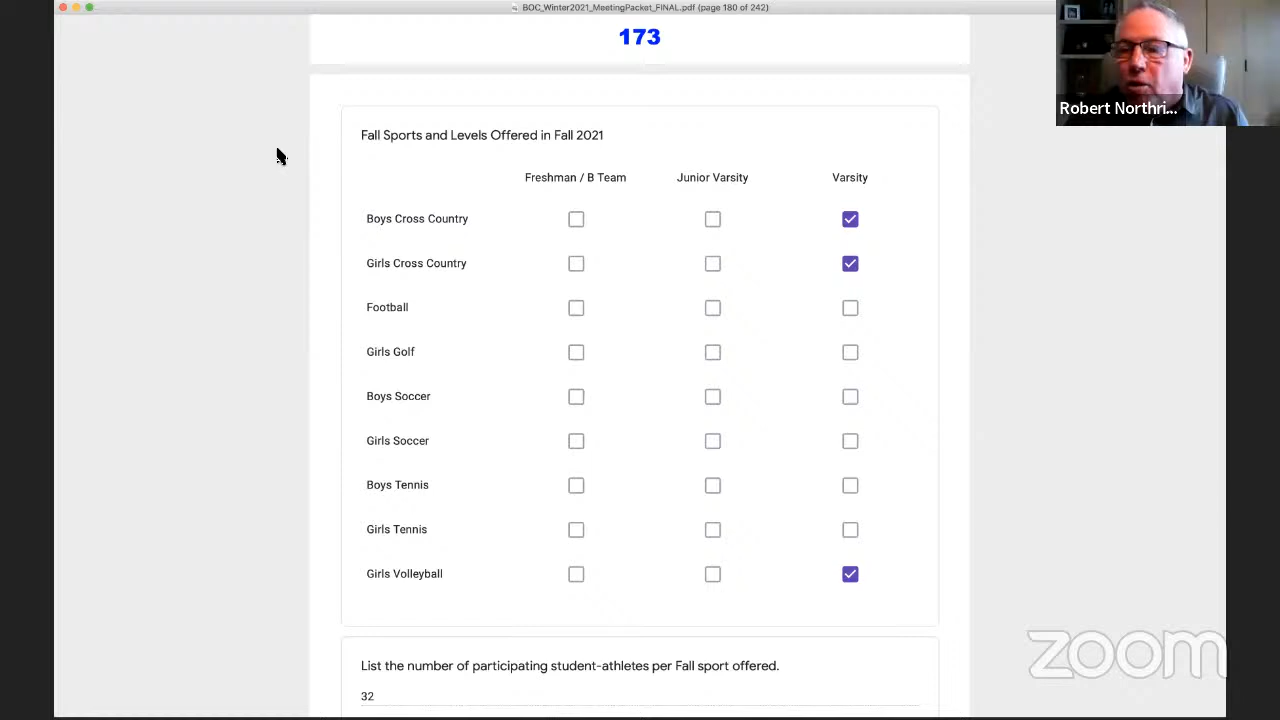 BOC_Winter2021_MeetingPacket_FINAL.pdf (page 180 of 242)
173
Robert Northri...
Fall Sports and Levels Offered in Fall 2021
Freshman / B Team Junior Varsity Varsity
Boys Cross Country
Girls Cross Country
Football
Girls Golf
Boys Soccer
Girls Soccer
Boys Tennis
Girls Tennis
Girls Volleyball
zoom
List the number of participating student-athletes per Fall sport offered.
32